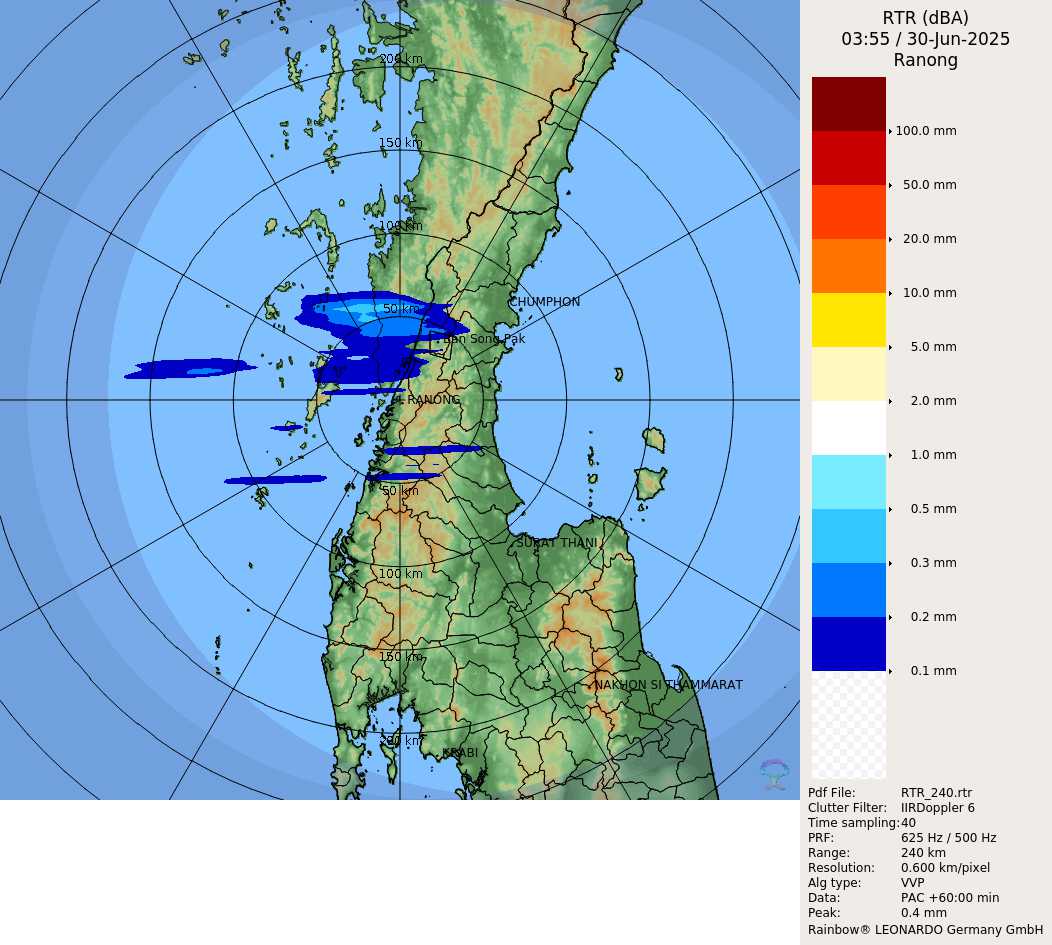 200 km
150 km
100 km
50 km
CHUMPHON
Ban Song Pak
RANONG
50 km
SURAT THANI
100 km
150 km
NAKHON SI THAMMARAT
200 km
KRABI
RTR (dBA)
03:55 / 30-Jun-2025
Ranong
100.0 mm
50.0 mm
20.0 mm
10.0 mm
5.0 mm
2.0 mm
1.0 mm
0.5 mm
0.3 mm
0.2 mm
0.1 mm
Pdf File: RTR_240.rtr
Clutter Filter: IIRDoppler 6
Time sampling:40
PRF: 625 Hz / 500 Hz
Range: 240 km
Resolution: 0.600 km/pixel
Alg type: VVP
Data: PAC +60:00 min
Peak: 0.4 mm
Rainbow® LEONARDO Germany GmbH